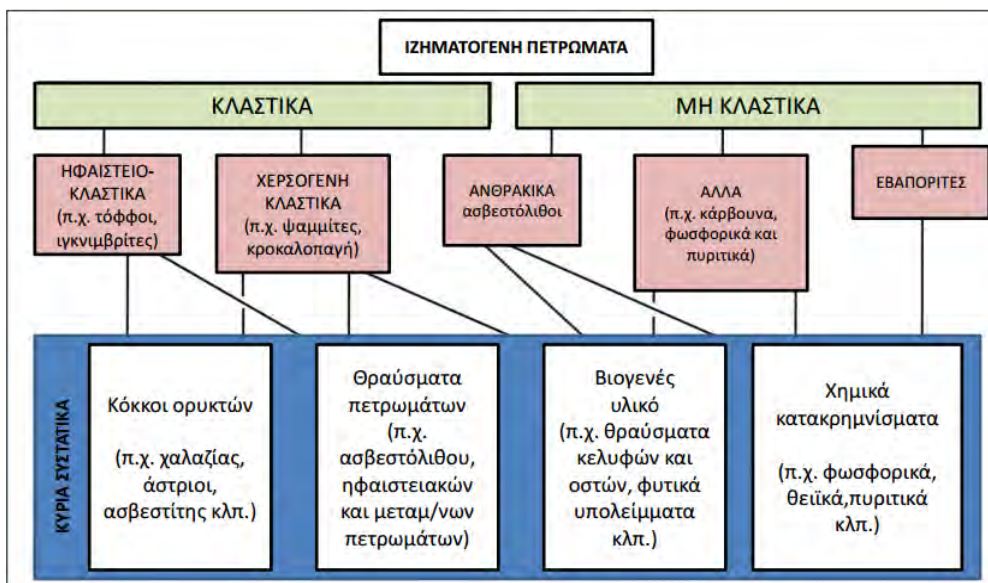 ΙΖΗΜΑΤΟΓΕΝΗ ΠΕΤΡΩΜΑΤΑ
ΚΛΑΣΤΙΚΑ
ΜΗ ΚΛΑΣΤΙΚΑ
ΗΦΑΙΣΤΕΙΟ-
ΚΛΑΣΤΙΚΑ
(π.χ. τόφφοι,
ιγκνιμβρίτες)
ΧΕΡΣΟΓΕΝΗ
ΚΛΑΣΤΙΚΑ
(π.χ. ψαμμίτες,
κροκαλοπαγή)
ΑΝΘΡΑΚΙΚΑ
ασβεστόλιθοι
ΑΛΛΑ
(π.χ. κάρβουνα,
φωσφορικά και
πυριτικά)
ΕΒΑΠΟΡΙΤΕΣ
ΚΥΡΙΑ ΣΥΣΤΑΤΙΚΑ
Κόκκοι ορυκτών
(π.χ. χαλαζίας,
άστριοι,
ασβεστίτης κλπ.)
Θραύσματα
πετρωμάτων
(π.χ.
ασβεστόλιθου,
ηφαιστειακών
και μεταμ/νων
πετρωμάτων)
Βιογενές
υλικό
(π.χ. θραύσματα
κελυφών και
οστών, φυτικά
υπολείμματα
κλπ.)
Χημικά
κατακρημνίσματα
(π.χ. φωσφορικά,
θειϊκά,πυριτικά
κλπ.)